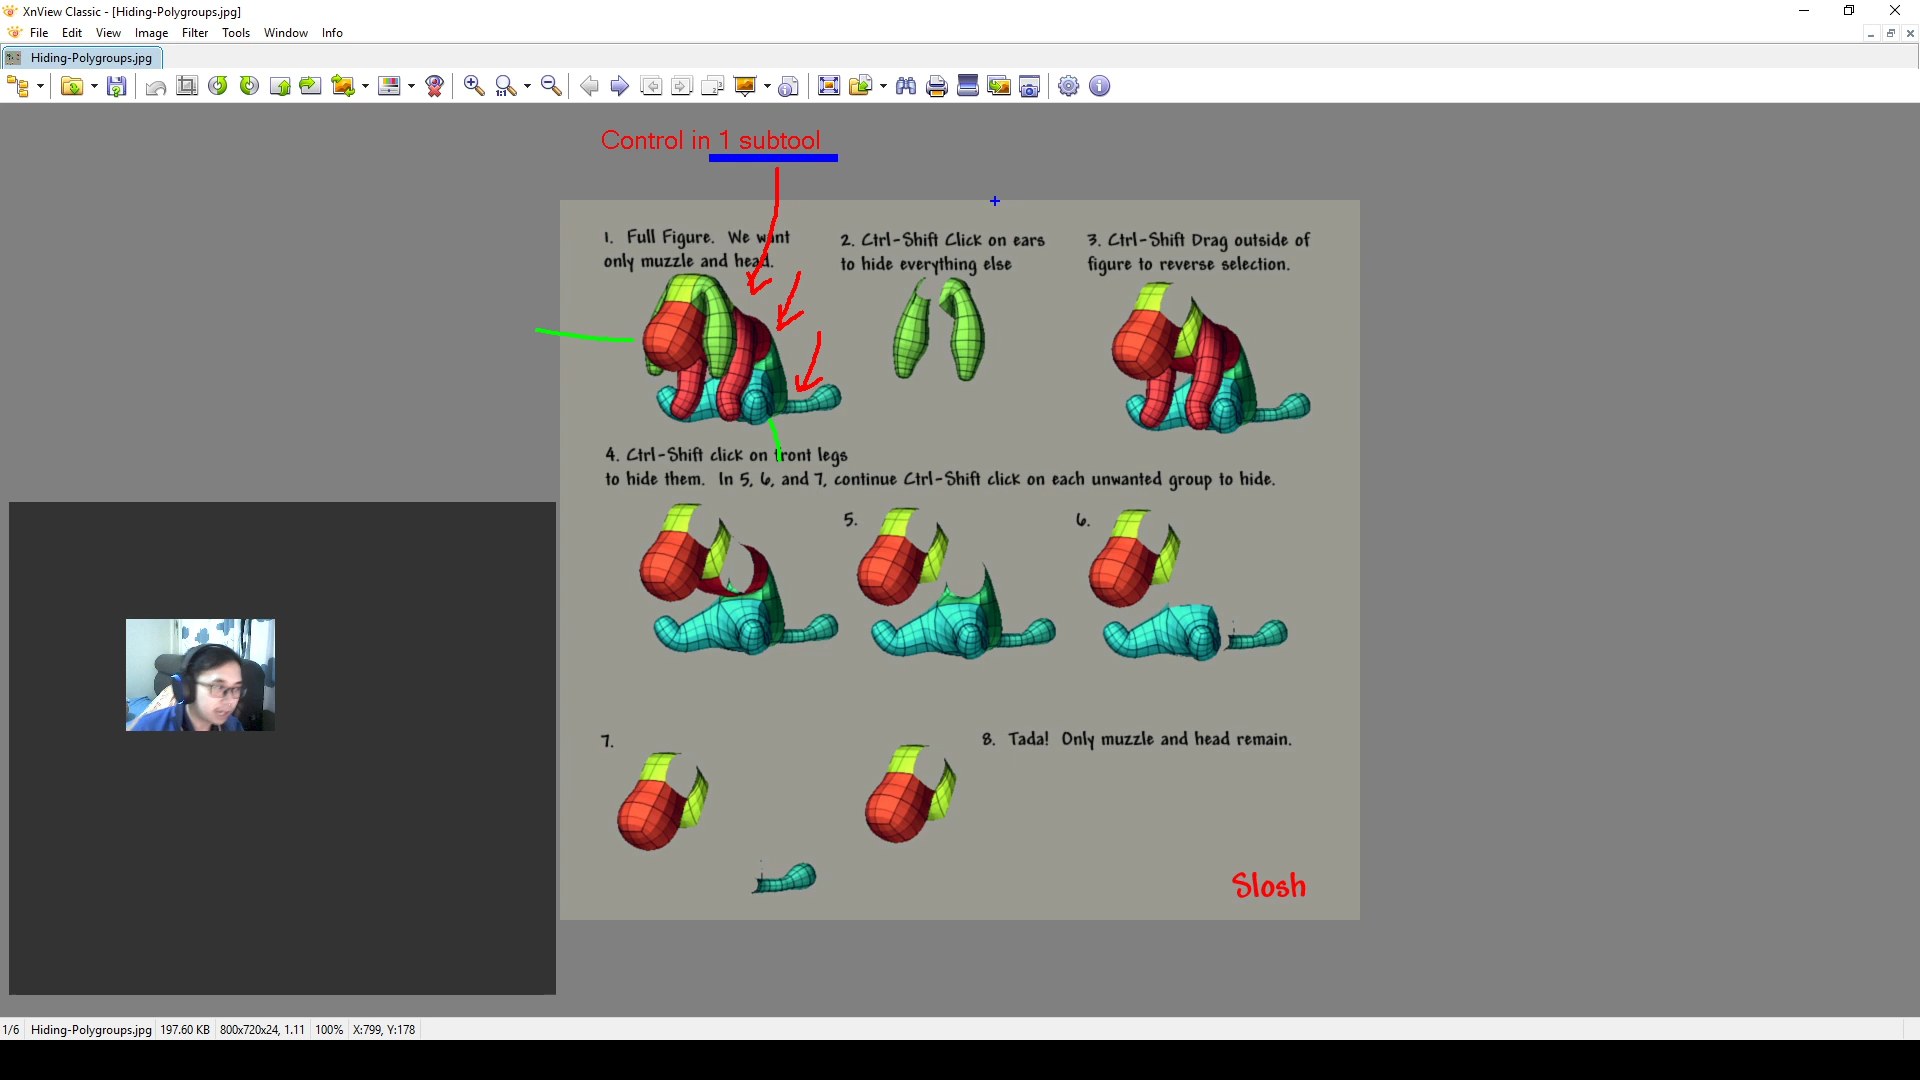 XnView Classic - [Hiding-Polygroups.jpg]
File Edit View Image Filter Tools Window Info
Hiding-Polygroups.jpg
Control in 1 subtool
1. Full Figure. We want
only muzzle and head.
2. Ctrl-Shift Click on ears
to hide everything else
3. Ctrl-Shift Drag outside of
figure to reverse selection.
4. Ctrl-Shift click on front legs
to hide them. In 5, 6, and 7, continue Ctrl-Shift click on each unwanted group to hide.
5.
6.
7.
8. Tada! Only muzzle and head remain.
Slosh
1/6 Hiding-Polygroups.jpg 197.60 KB 800x720x24, 1.11 100% X:799, Y:178